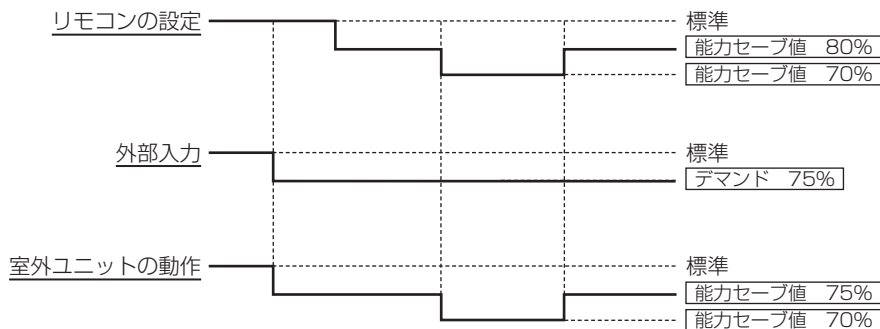 リモコンの設定
標準
能力セーブ値 80%
能力セーブ値 70%
外部入力
標準
デマンド 75%
室外ユニットの動作
標準
能力セーブ値 75%
能力セーブ値 70%